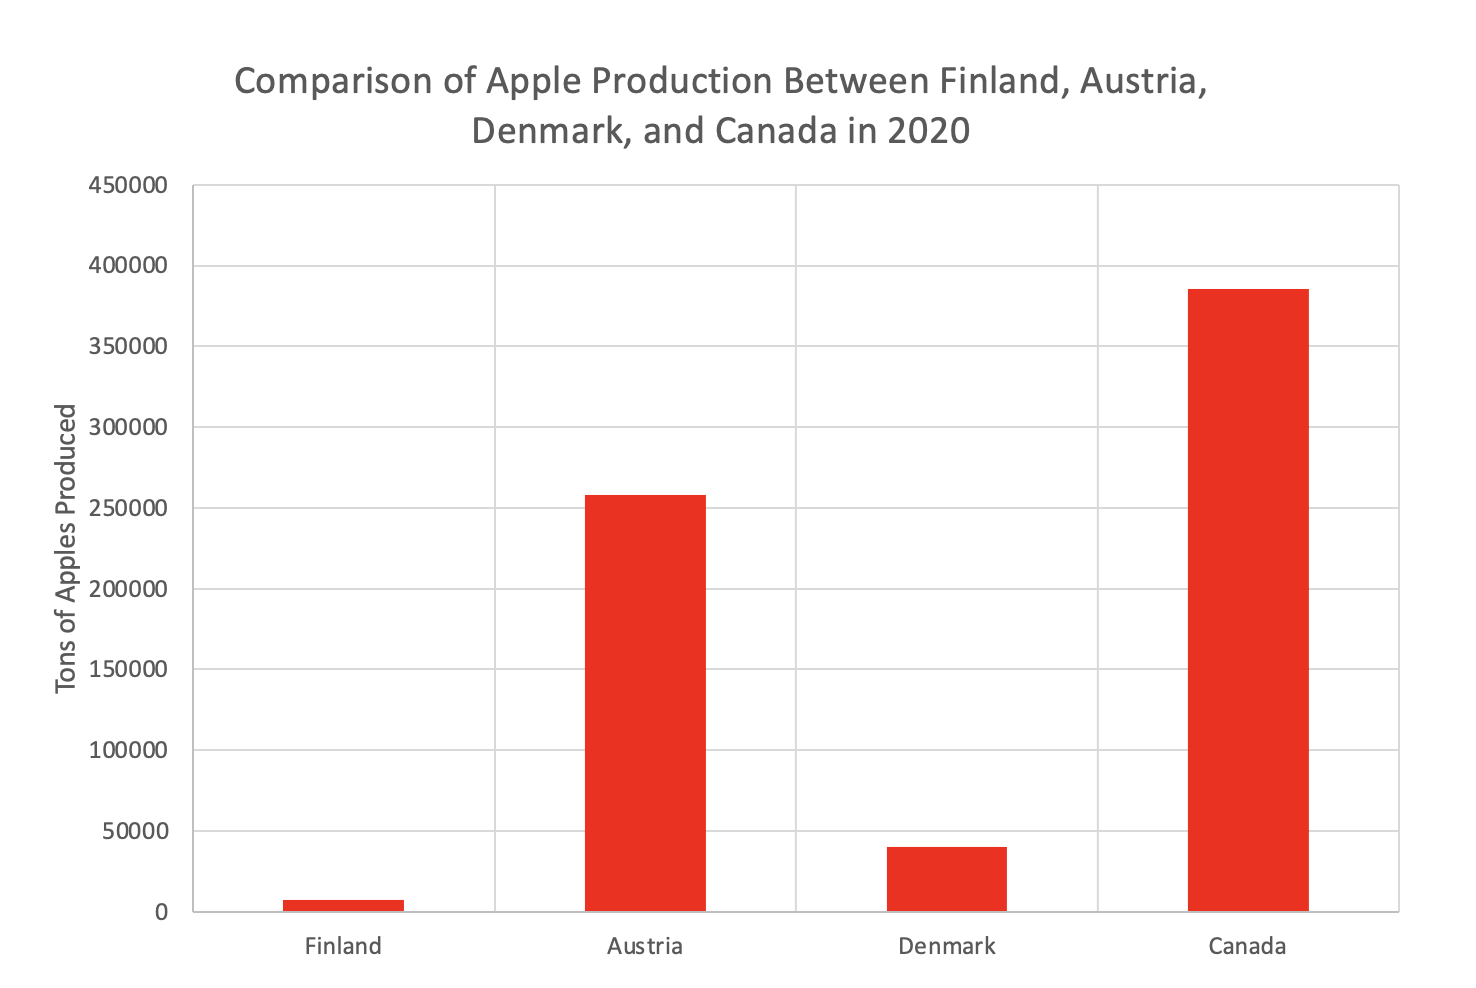 Comparison of Apple Production Between Finland, Austria,
Denmark, and Canada in 2020
Tons of Apples Produced
450000
400000
350000
300000
250000
200000
150000
100000
50000
0
Finland
Austria
Denmark
Canada